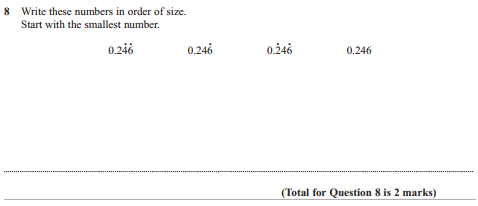 8 Write these numbers in order of size.
Start with the smallest number.
0.24̇6̇ 0.246̇ 0.2̇46̇ 0.246
(Total for Question 8 is 2 marks)